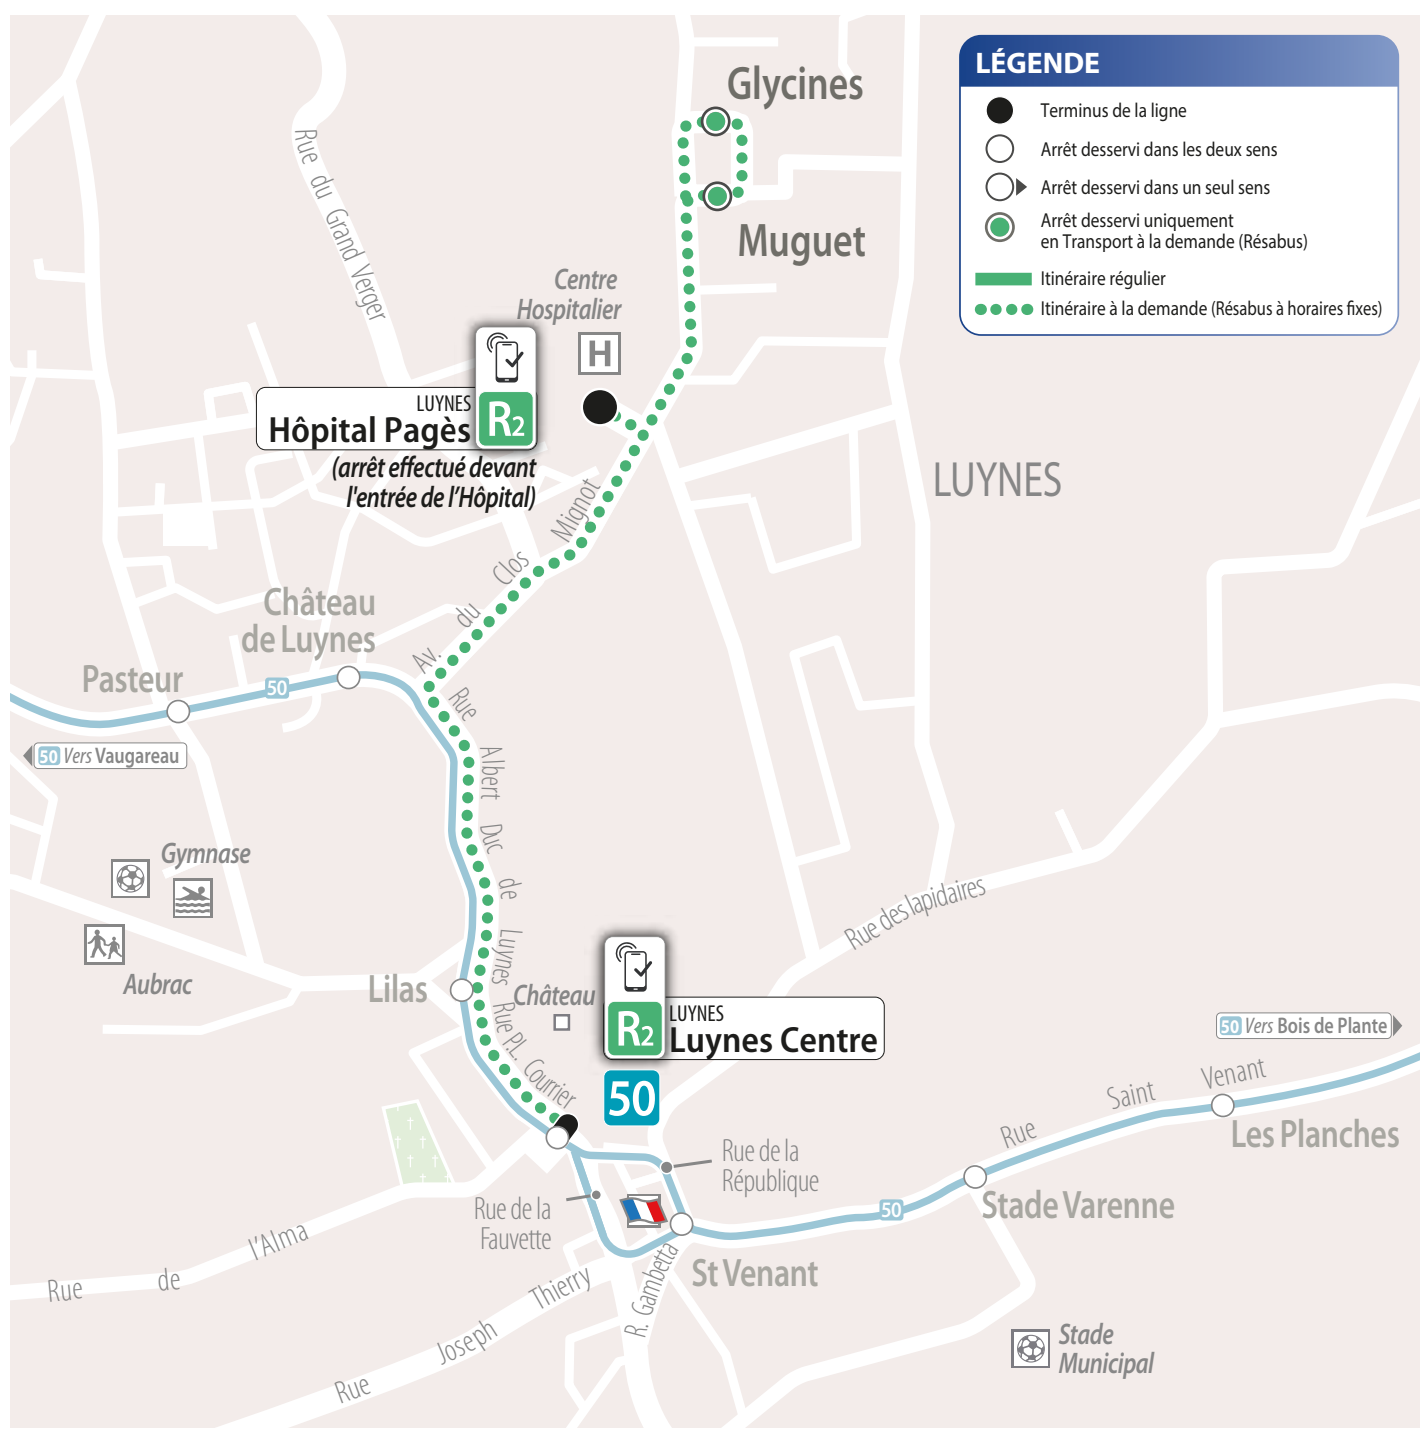 LÉGENDE
Terminus de la ligne
Arrêt desservi dans les deux sens
Arrêt desservi dans un seul sens
Arrêt desservi uniquement
en Transport à la demande (Résabus)
Itinéraire régulier
Itinéraire à la demande (Résabus à horaires fixes)
Glycines
Muguet
Rue du Grand Verger
Centre
Hospitalier
H
LUYNES
Hôpital Pagès
R2
(arrêt effectué devant
l'entrée de l'Hôpital)
LUYNES
Av. du Clos Mignot
Château
de Luynes
Pasteur
50
50 Vers Vaugareau
Rue Albert Duc de Luynes
Gymnase
Aubrac
Lilas
Château
Rue P.L. Courrier
R2
LUYNES
Luynes Centre
50
Rue des lapidaires
50 Vers Bois de Plante
Rue Saint Venant
Les Planches
Rue de la
République
Stade Varenne
50
Rue de la
Fauvette
St Venant
R. Gambetta
Rue de l'Alma
Rue Joseph Thierry
Stade
Municipal